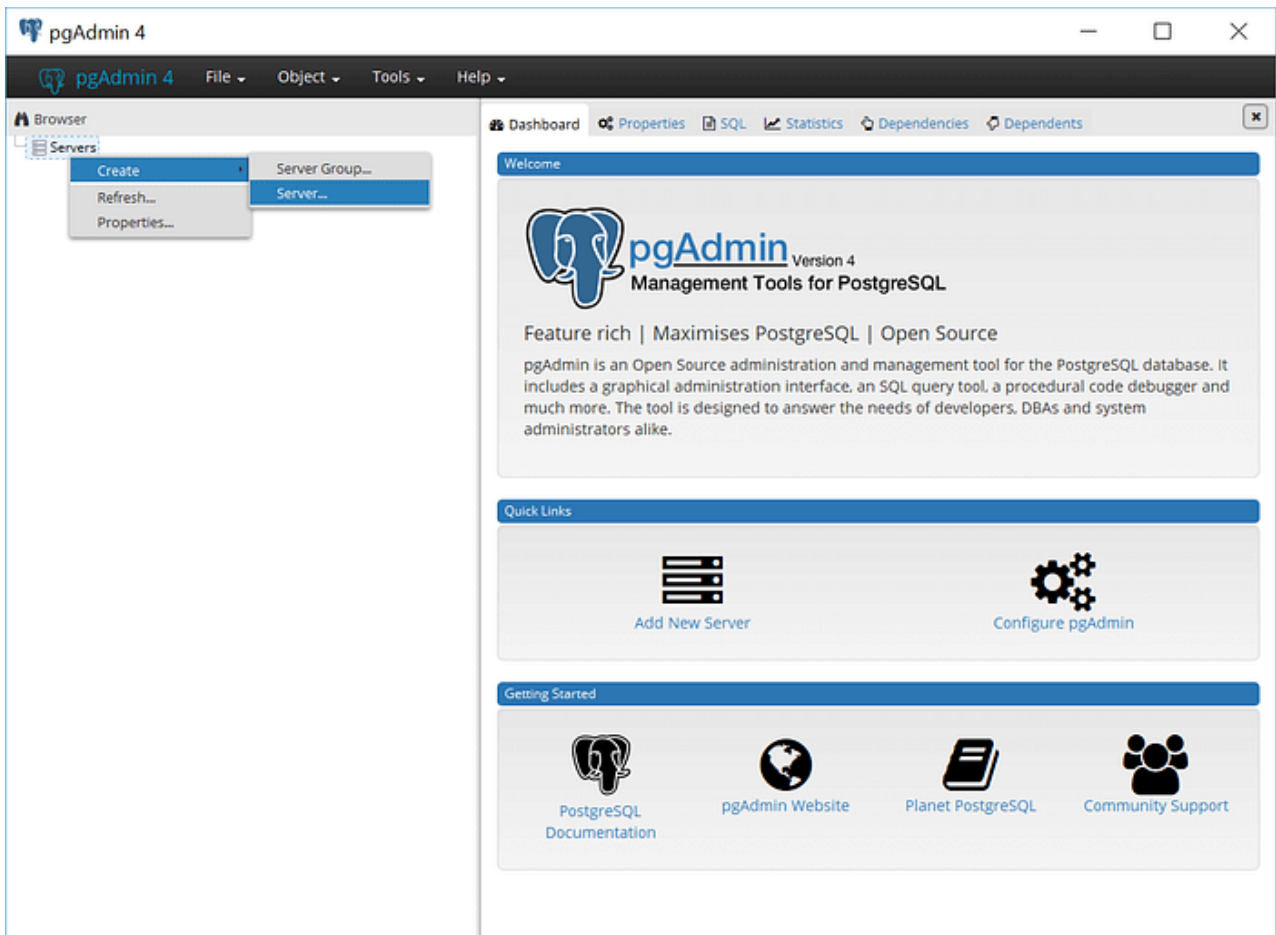 pgAdmin 4
pgAdmin 4 File Object Tools Help
Browser
Servers
Create
Refresh...
Properties...
Server Group...
Server...
Dashboard Properties SQL Statistics Dependencies Dependents
Welcome
pgAdmin Version 4
Management Tools for PostgreSQL
Feature rich | Maximises PostgreSQL | Open Source
pgAdmin is an Open Source administration and management tool for the PostgreSQL database. It
includes a graphical administration interface, an SQL query tool, a procedural code debugger and
much more. The tool is designed to answer the needs of developers, DBAs and system
administrators alike.
Quick Links
Add New Server
Configure pgAdmin
Getting Started
PostgreSQL
Documentation
pgAdmin Website
Planet PostgreSQL
Community Support